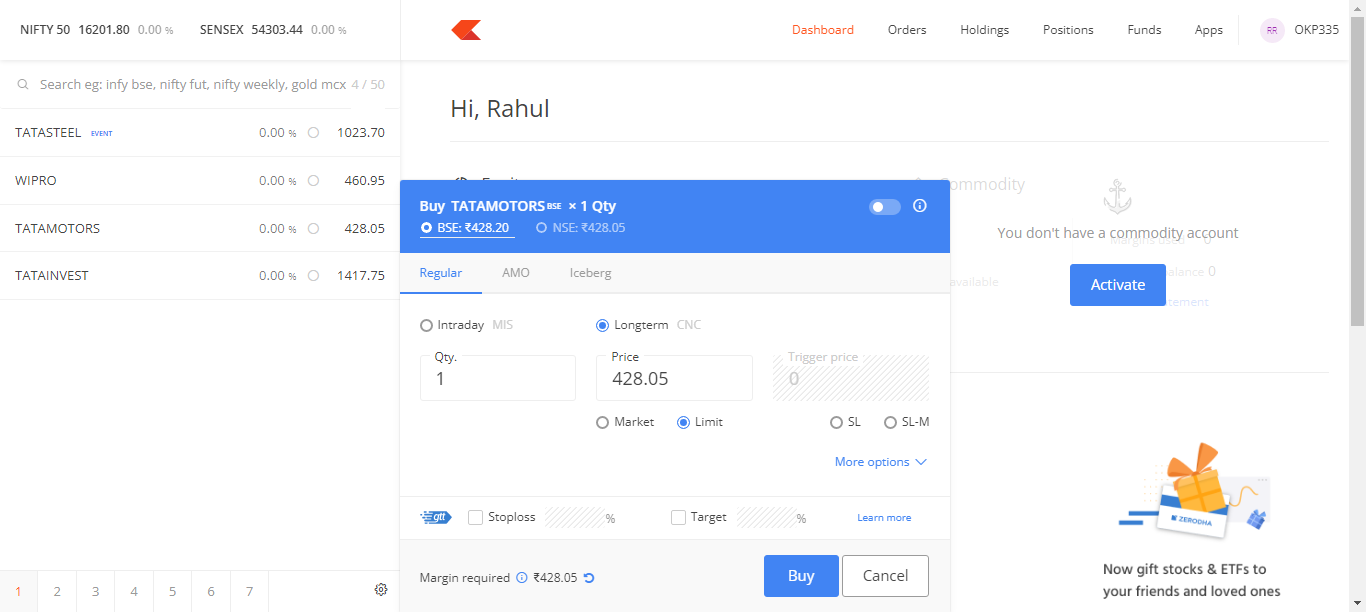 NIFTY 50 16201.80 0.00 % SENSEX 54303.44 0.00 %
Dashboard Orders Holdings Positions Funds Apps RR OKP335
Search eg: infy bse, nifty fut, nifty weekly, gold mcx 4 / 50
TATASTEEL EVENT 0.00 % 1023.70
WIPRO 0.00 % 460.95
TATAMOTORS 0.00 % 428.05
TATAINVEST 0.00 % 1417.75
1 2 3 4 5 6 7
Hi, Rahul
Buy TATAMOTORS BSE × 1 Qty
BSE: ₹428.20 NSE: ₹428.05
Regular AMO Iceberg
Intraday MIS Longterm CNC
Qty. Price Trigger price
1 428.05 0
Market Limit SL SL-M
More options
gtt Stoploss % Target % Learn more
Margin required ₹428.05
Buy Cancel
ommodity
You don't have a commodity account
Margins used 0
available
alance 0
Activate
tement
ZERODHA
Now gift stocks & ETFs to
your friends and loved ones